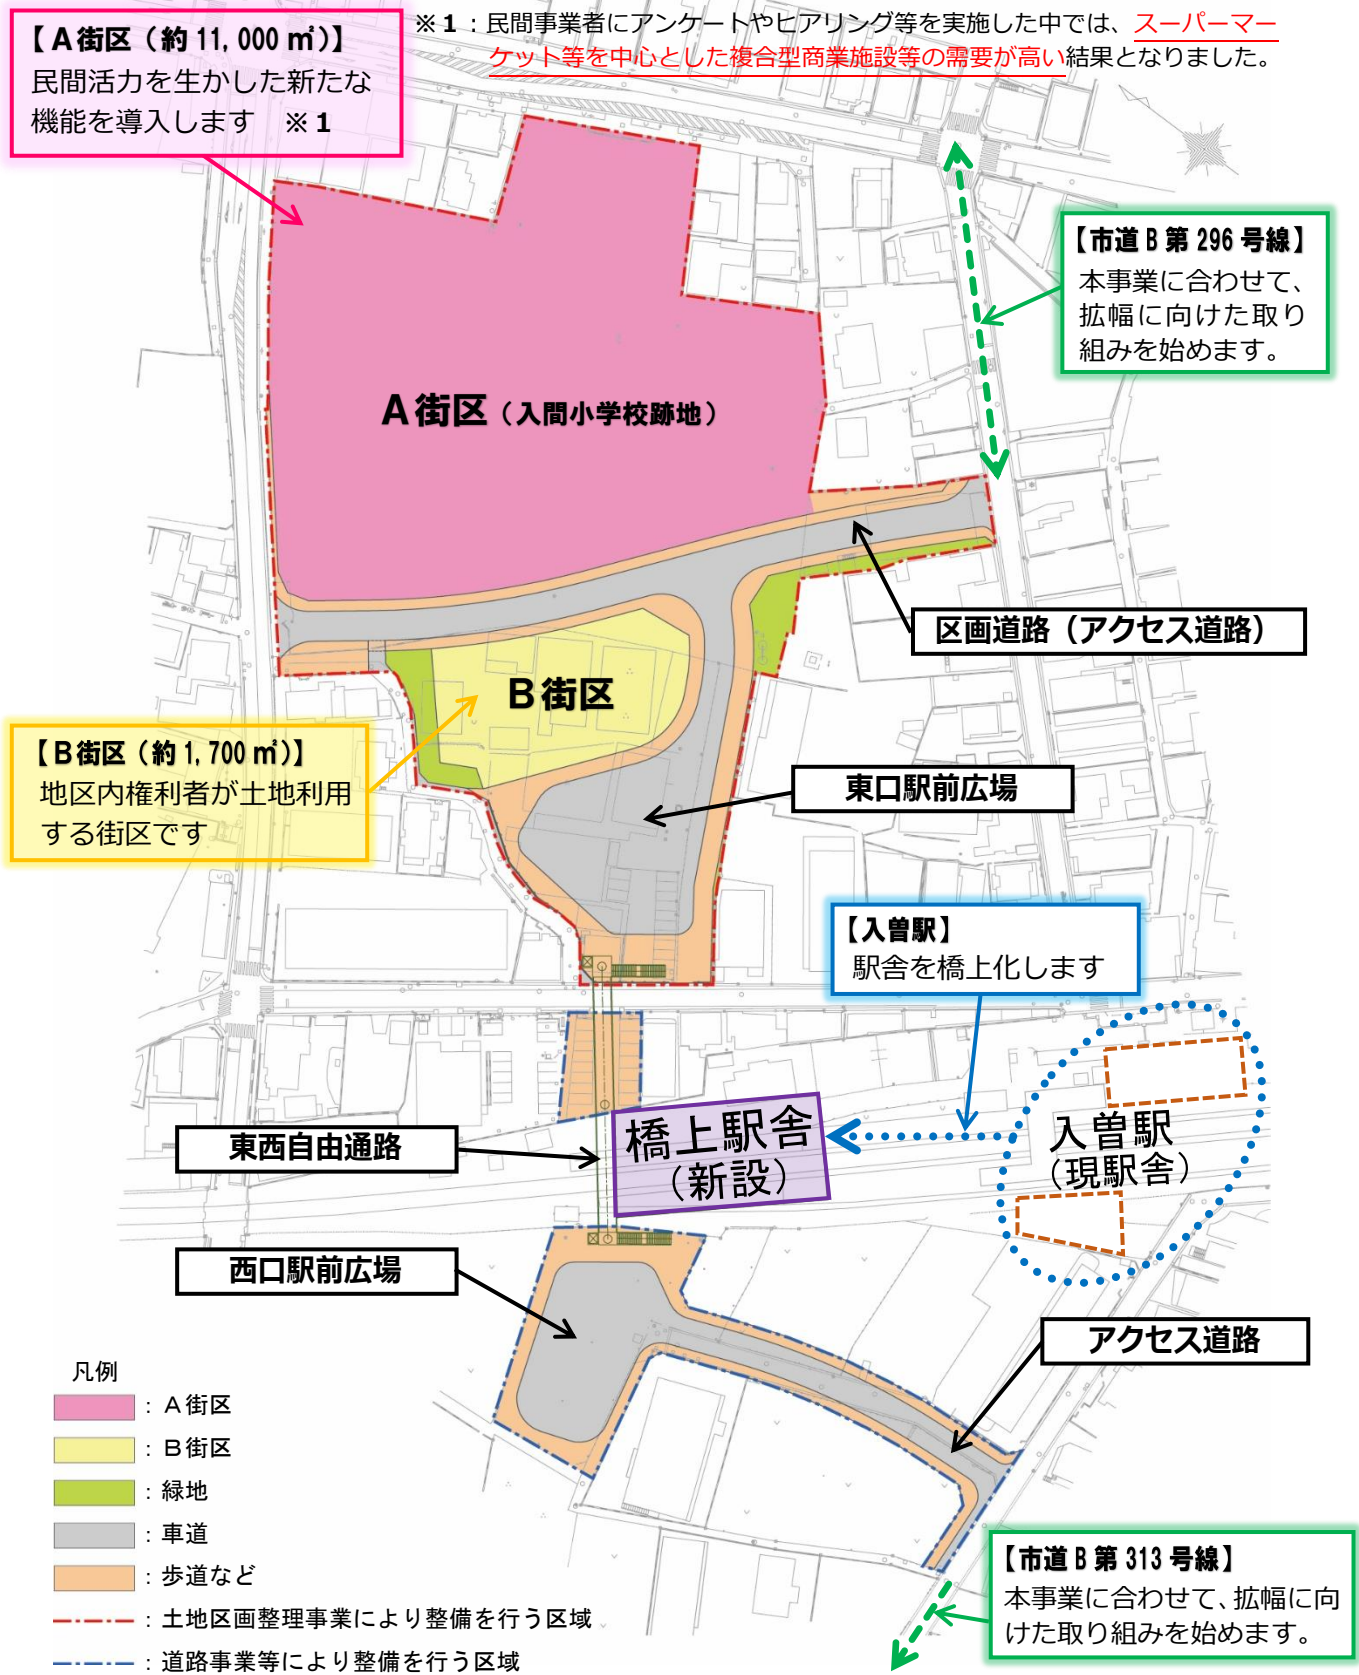 【A街区（約11,000㎡）】
民間活力を生かした新たな
機能を導入します　※1
※1：民間事業者にアンケートやヒアリング等を実施した中では、スーパーマー
ケット等を中心とした複合型商業施設等の需要が高い結果となりました。
【市道B第296号線】
本事業に合わせて、
拡幅に向けた取り
組みを始めます。
A街区（入間小学校跡地）
区画道路（アクセス道路）
B街区
【B街区（約1,700㎡）】
地区内権利者が土地利用
する街区です
東口駅前広場
【入曽駅】
駅舎を橋上化します
橋上駅舎
（新設）
入曽駅
（現駅舎）
東西自由通路
西口駅前広場
アクセス道路
凡例
：A街区
：B街区
：緑地
：車道
：歩道など
：土地区画整理事業により整備を行う区域
：道路事業等により整備を行う区域
【市道B第313号線】
本事業に合わせて、拡幅に向
けた取り組みを始めます。